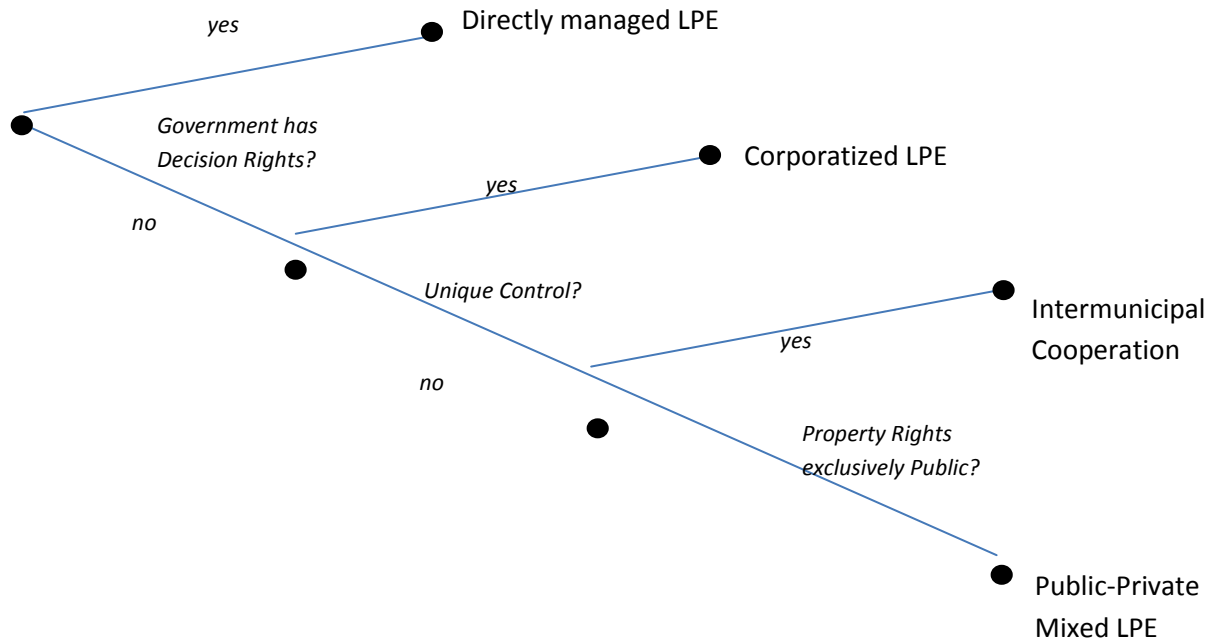 yes
Directly managed LPE
Government has
Decision Rights?
Corporatized LPE
yes
no
Unique Control?
Intermunicipal
Cooperation
yes
no
Property Rights
exclusively Public?
Public-Private
Mixed LPE